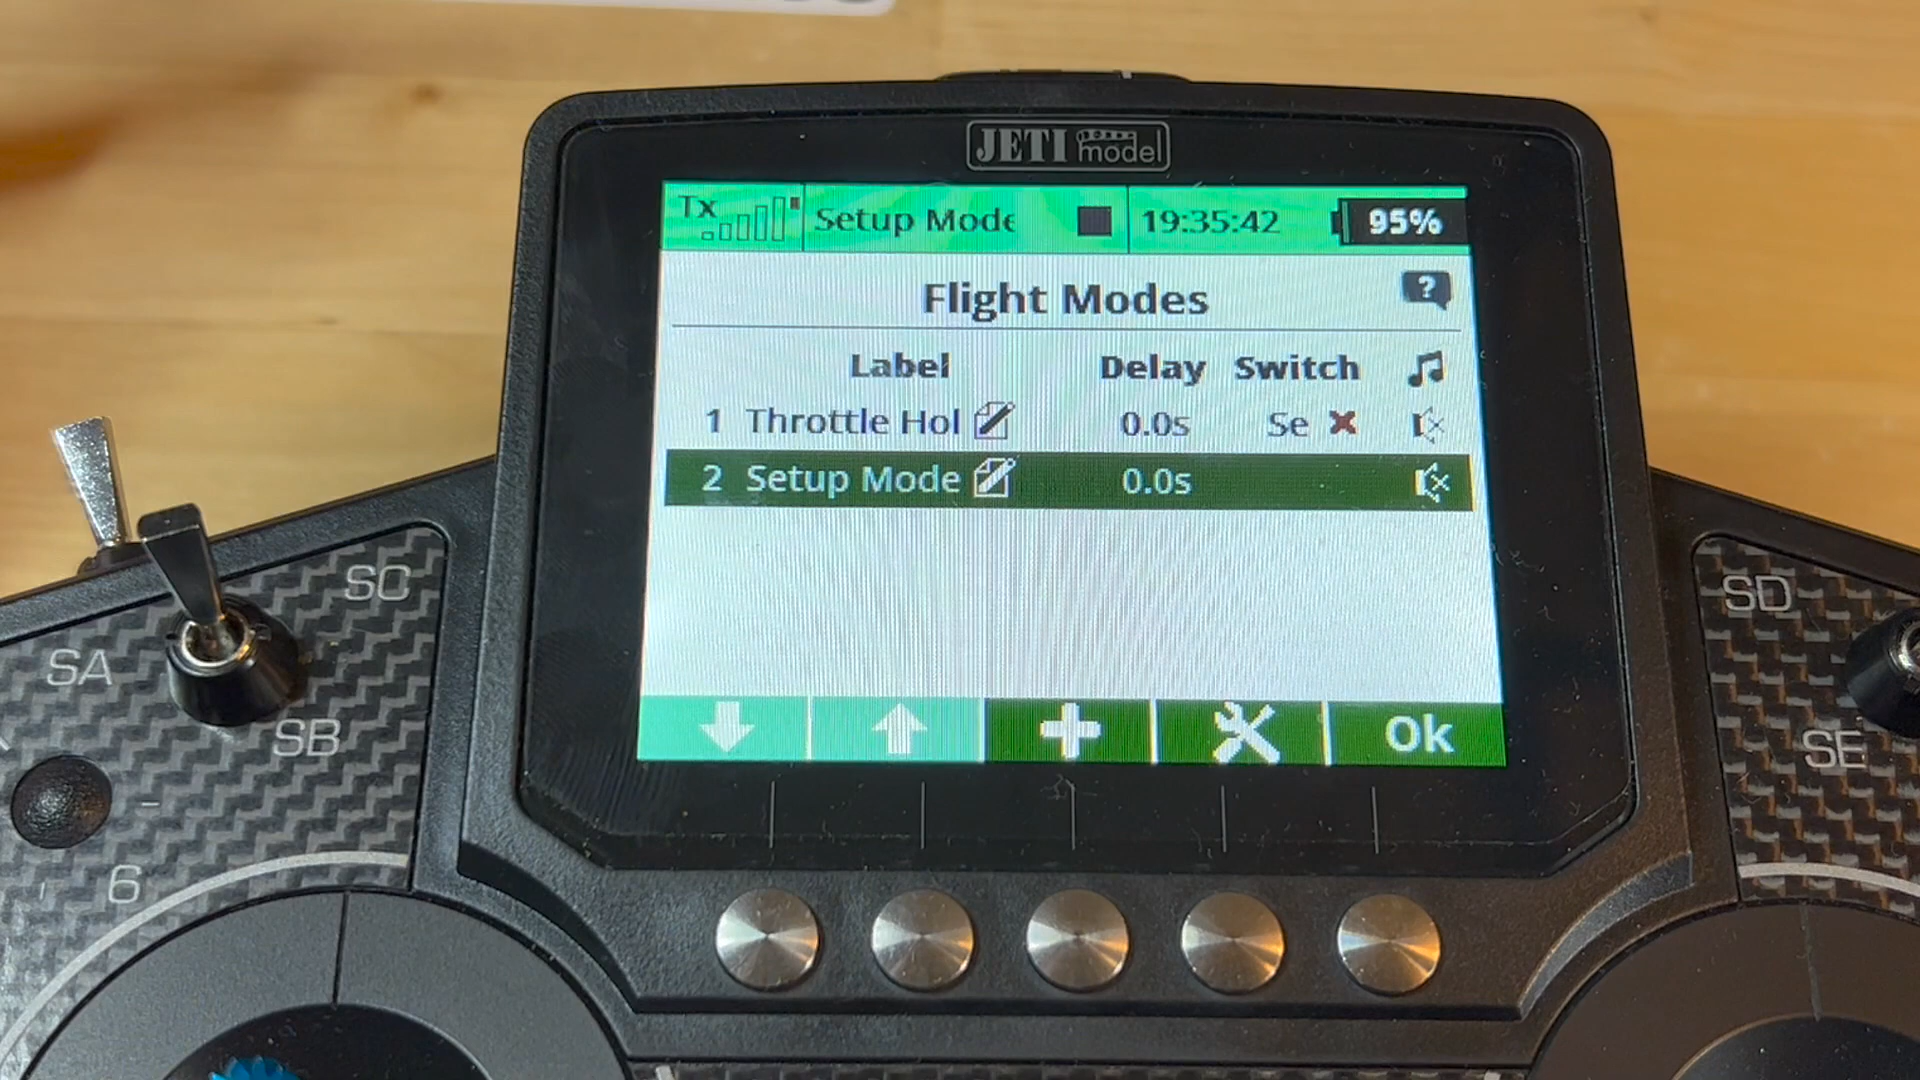 JETI model
Tx Setup Mode 19:35:42 95%
Flight Modes ?
Label Delay Switch
1 Throttle Hol 0.0s Se
2 Setup Mode 0.0s
Ok
SC
SA
SB
6
SD
SE